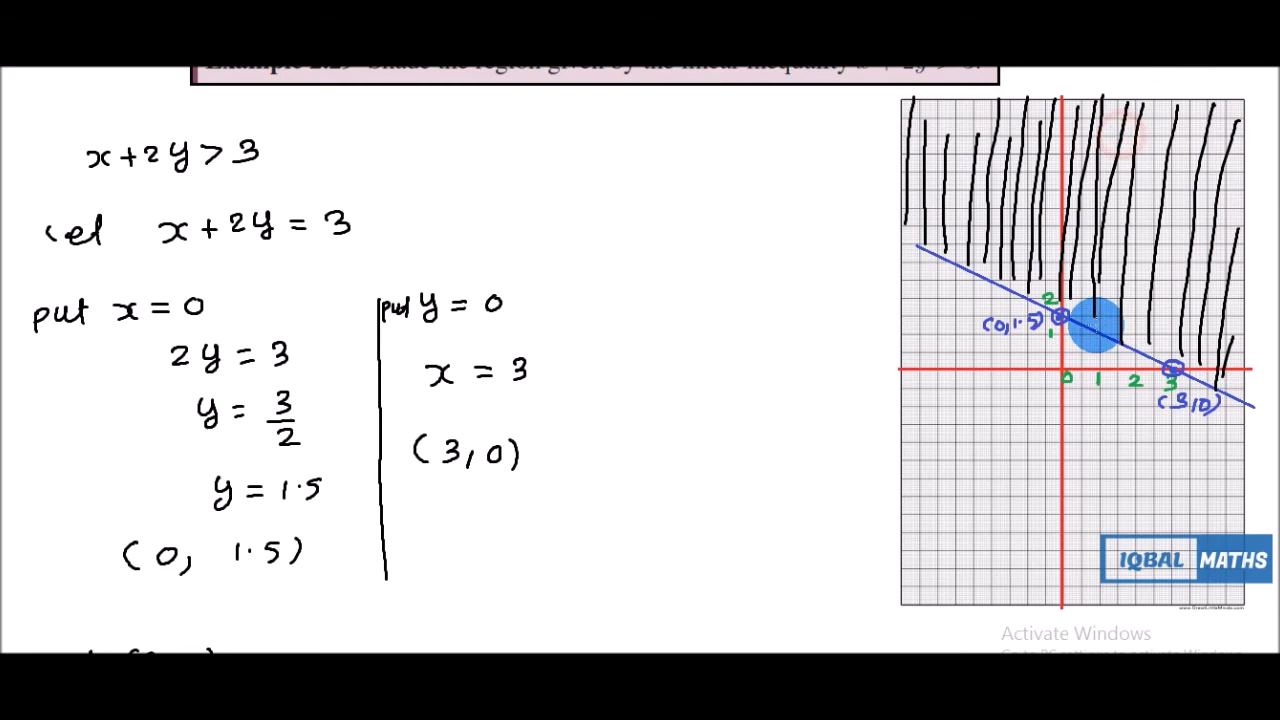 x+2y>3
Let x+2y=3
put x=0
2y=3
y=3/2
y=1.5
(0, 1.5)
put y=0
x=3
(3,0)
2
(0,1.5)
1
0 1 2 3
(3,0)
IQBAL MATHS
Activate Windows